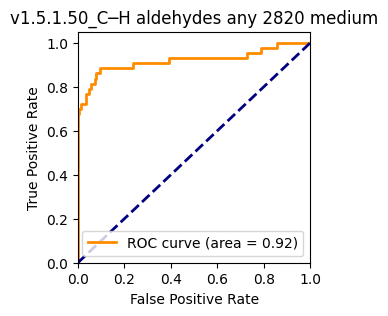 v1.5.1.50_C─H aldehydes any 2820 medium
True Positive Rate
1.0
0.8
0.6
0.4
0.2
0.0
ROC curve (area = 0.92)
0.0 0.2 0.4 0.6 0.8 1.0
False Positive Rate